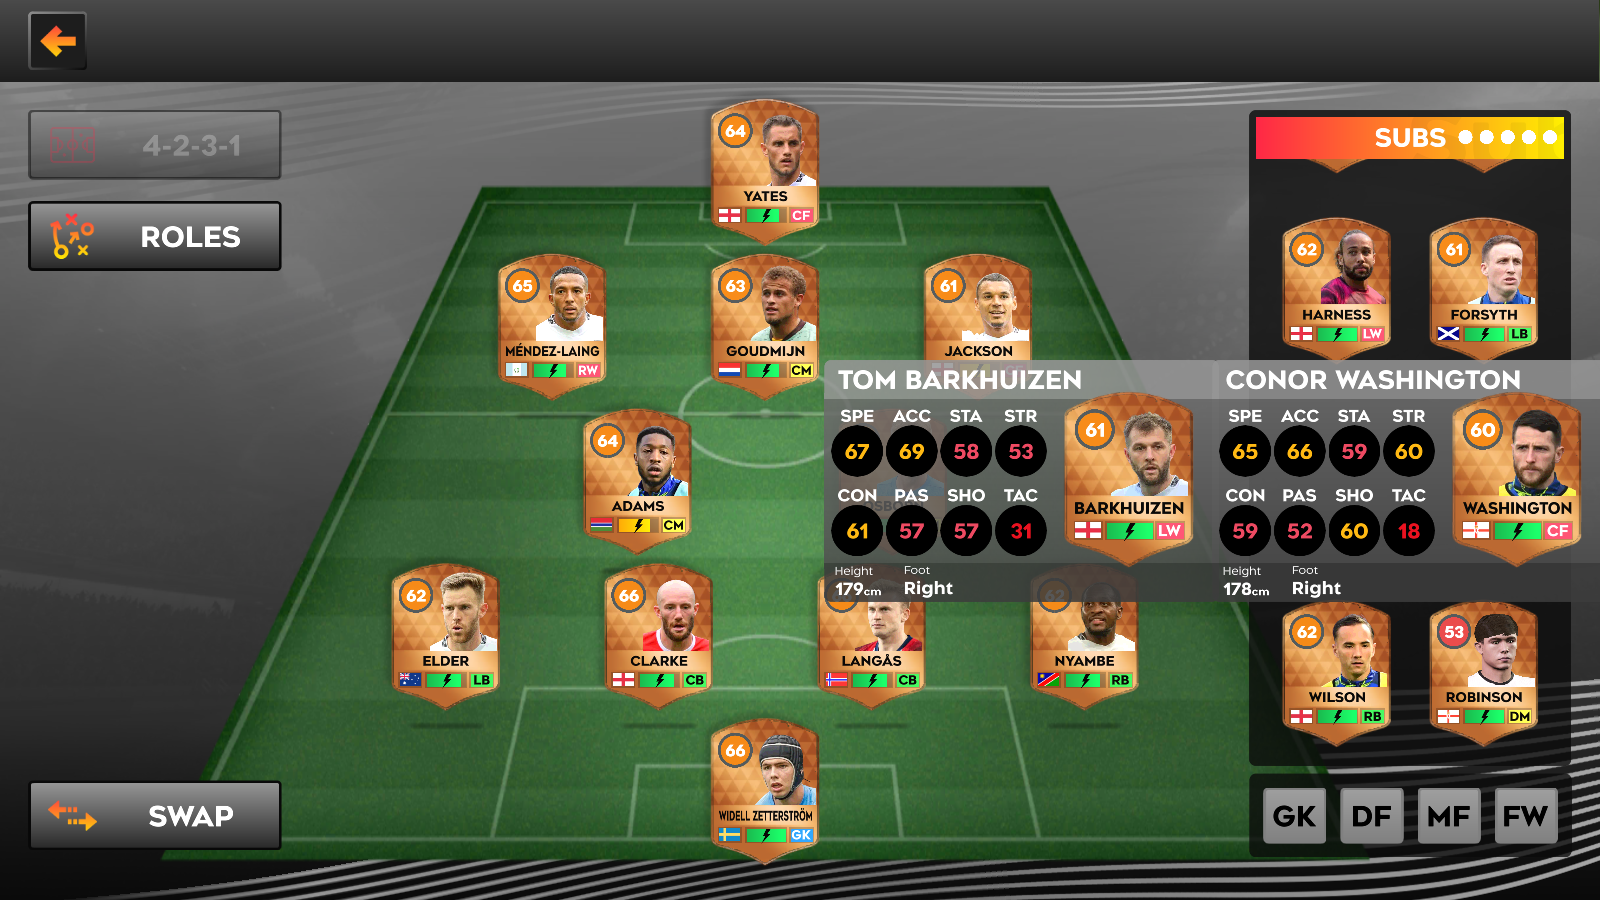 4-2-3-1
ROLES
SWAP
64
YATES
CF
65
MÉNDEZ-LAING
RW
63
GOUDMIJN
CM
61
JACKSON
64
ADAMS
CM
62
ELDER
LB
66
CLARKE
CB
LANGÅS
CB
62
NYAMBE
RB
66
WIDELL ZETTERSTRÖM
GK
SUBS
62
HARNESS
LW
61
FORSYTH
LB
TOM BARKHUIZEN
SPE ACC STA STR
67 69 58 53
CON PAS SHO TAC
61 57 57 31
Height Foot
179cm Right
61
BARKHUIZEN
LW
CONOR WASHINGTON
SPE ACC STA STR
65 66 59 60
CON PAS SHO TAC
59 52 60 18
Height Foot
178cm Right
60
WASHINGTON
CF
62
WILSON
RB
53
ROBINSON
DM
GK DF MF FW